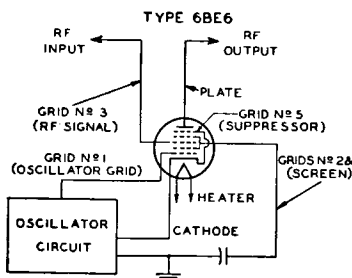 TYPE 6BE6
RF
INPUT
RF
OUTPUT
PLATE
GRID Nº 3
(RF SIGNAL)
GRID Nº 5
(SUPPRESSOR)
GRID Nº 1
(OSCILLATOR GRID)
GRIDS Nº 2&
(SCREEN)
HEATER
CATHODE
OSCILLATOR
CIRCUIT